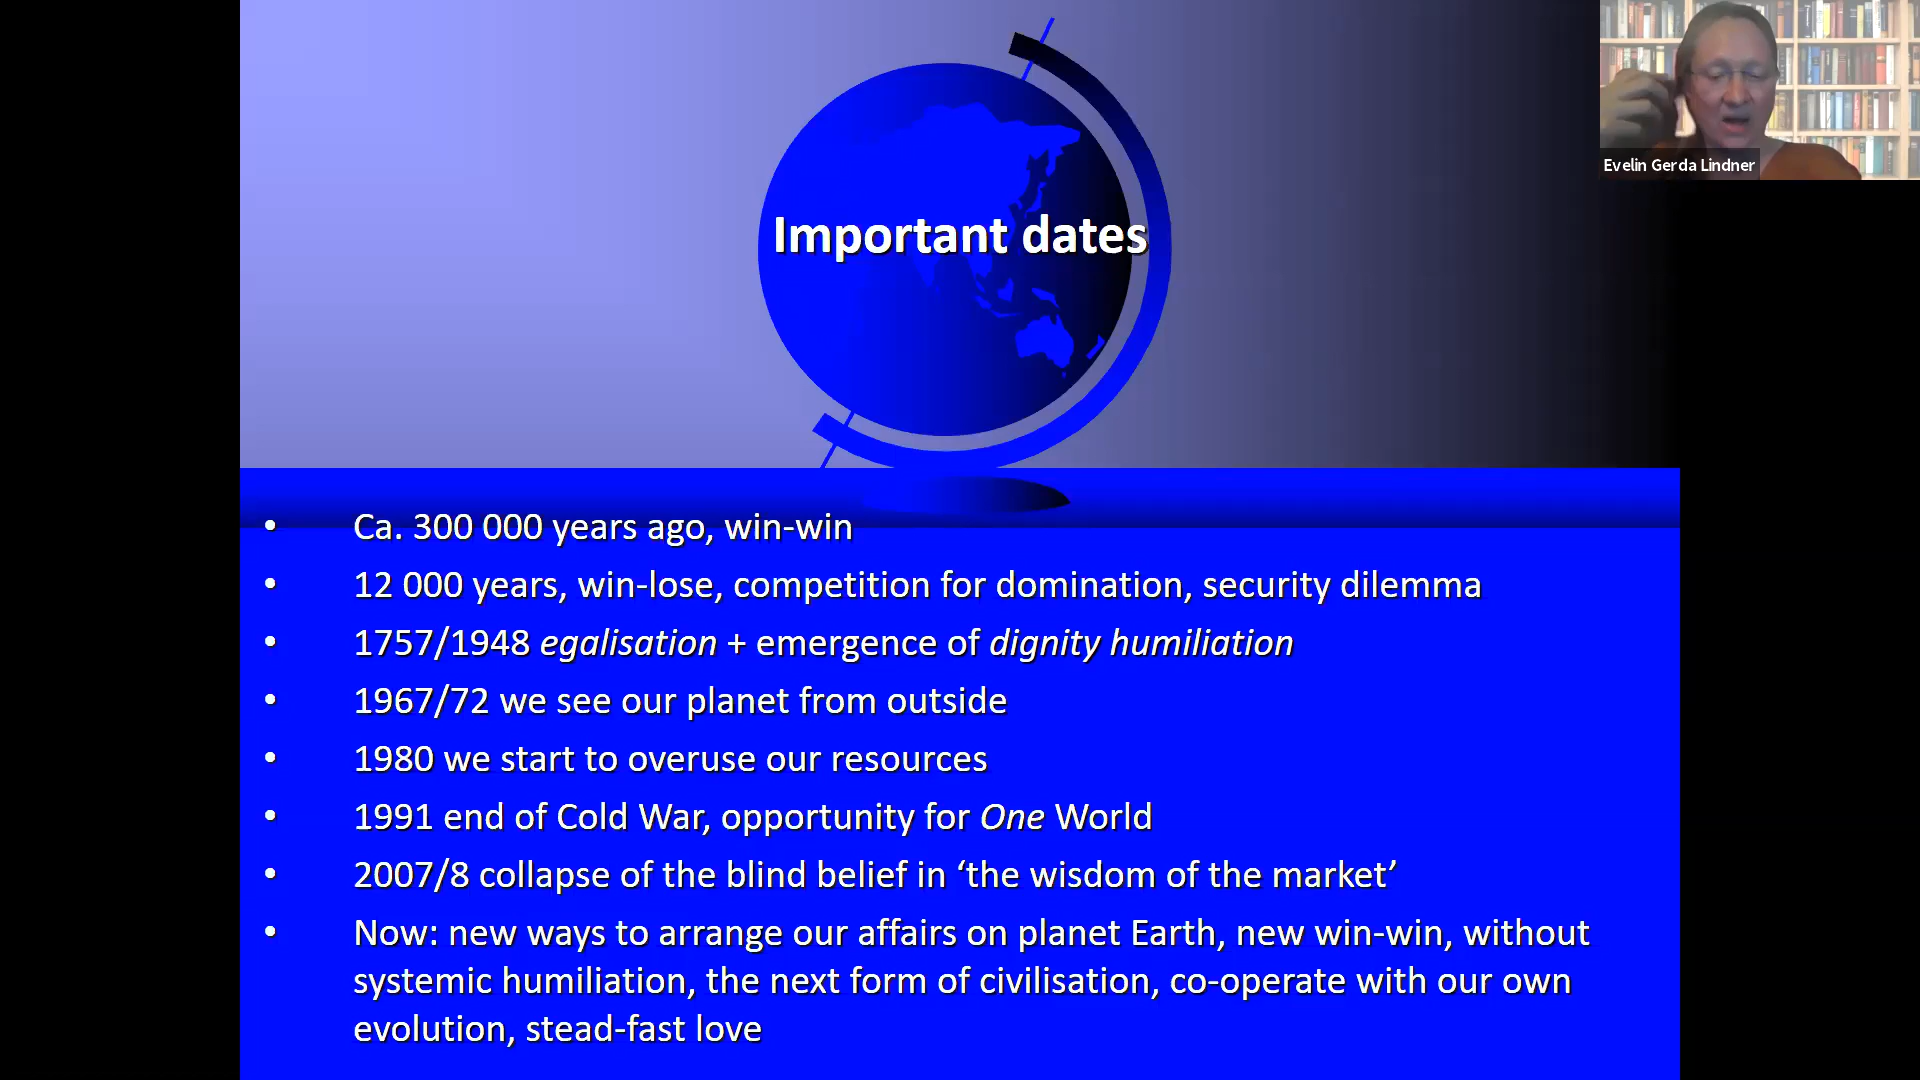 Evelin Gerda Lindner
Important dates
• Ca. 300 000 years ago, win-win
• 12 000 years, win-lose, competition for domination, security dilemma
• 1757/1948 egalisation + emergence of dignity humiliation
• 1967/72 we see our planet from outside
• 1980 we start to overuse our resources
• 1991 end of Cold War, opportunity for One World
• 2007/8 collapse of the blind belief in ‘the wisdom of the market’
• Now: new ways to arrange our affairs on planet Earth, new win-win, without
systemic humiliation, the next form of civilisation, co-operate with our own
evolution, stead-fast love